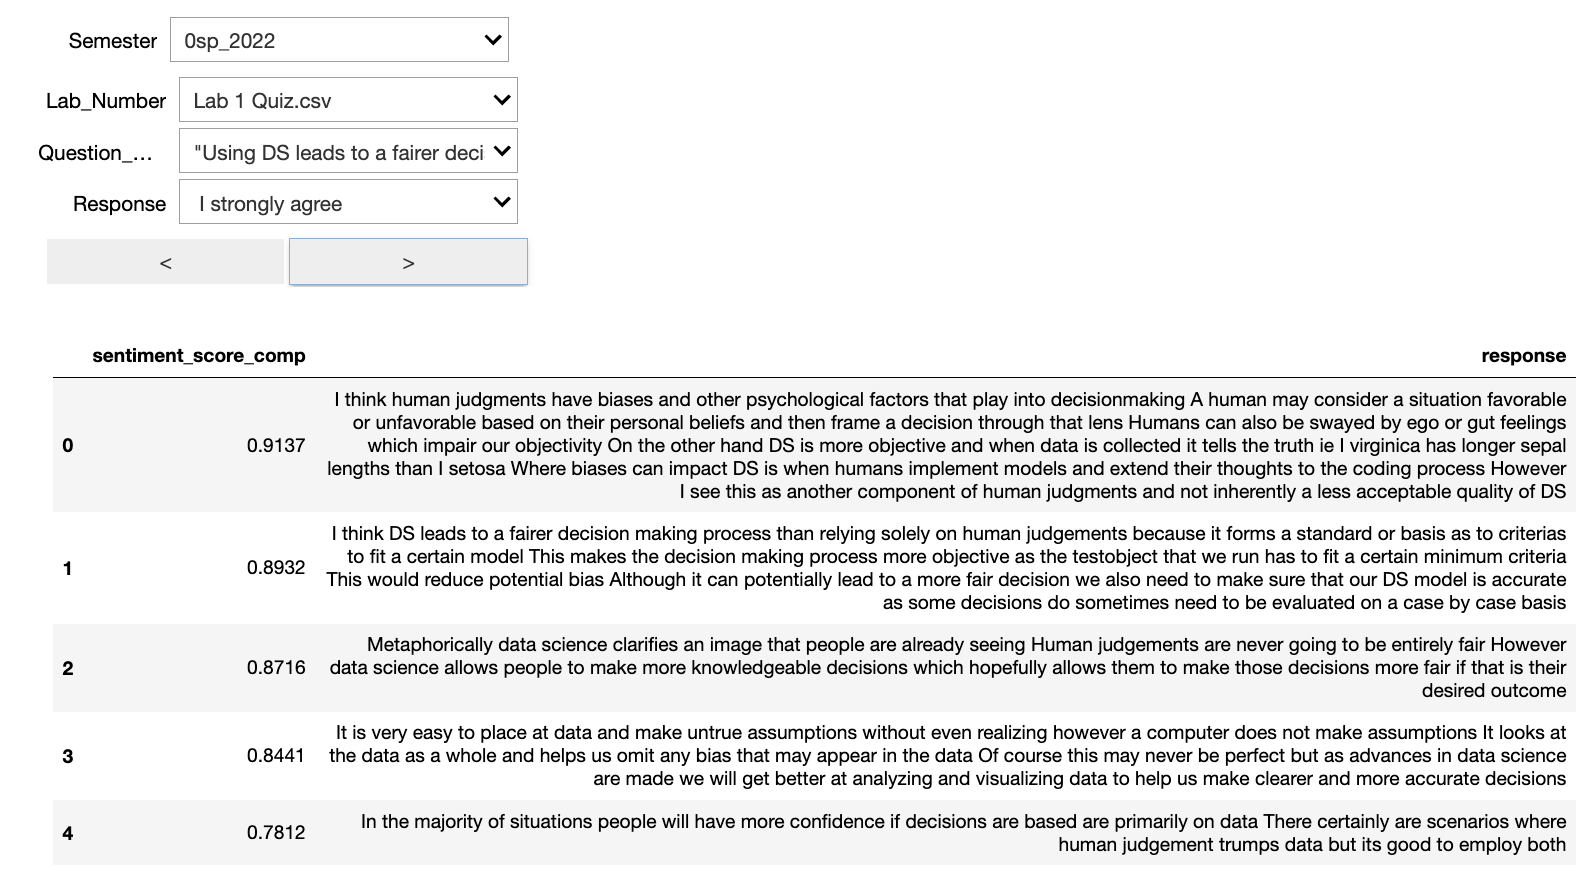 Semester 0sp_2022
Lab_Number Lab 1 Quiz.csv
Question_... "Using DS leads to a fairer deci
Response I strongly agree
< >
sentiment_score_comp response
0 0.9137
I think human judgments have biases and other psychological factors that play into decisionmaking A human may consider a situation favorable
or unfavorable based on their personal beliefs and then frame a decision through that lens Humans can also be swayed by ego or gut feelings
which impair our objectivity On the other hand DS is more objective and when data is collected it tells the truth ie I virginica has longer sepal
lengths than I setosa Where biases can impact DS is when humans implement models and extend their thoughts to the coding process However
I see this as another component of human judgments and not inherently a less acceptable quality of DS
1 0.8932
I think DS leads to a fairer decision making process than relying solely on human judgements because it forms a standard or basis as to criterias
to fit a certain model This makes the decision making process more objective as the testobject that we run has to fit a certain minimum criteria
This would reduce potential bias Although it can potentially lead to a more fair decision we also need to make sure that our DS model is accurate
as some decisions do sometimes need to be evaluated on a case by case basis
2 0.8716
Metaphorically data science clarifies an image that people are already seeing Human judgements are never going to be entirely fair However
data science allows people to make more knowledgeable decisions which hopefully allows them to make those decisions more fair if that is their
desired outcome
3 0.8441
It is very easy to place at data and make untrue assumptions without even realizing however a computer does not make assumptions It looks at
the data as a whole and helps us omit any bias that may appear in the data Of course this may never be perfect but as advances in data science
are made we will get better at analyzing and visualizing data to help us make clearer and more accurate decisions
4 0.7812
In the majority of situations people will have more confidence if decisions are based are primarily on data There certainly are scenarios where
human judgement trumps data but its good to employ both